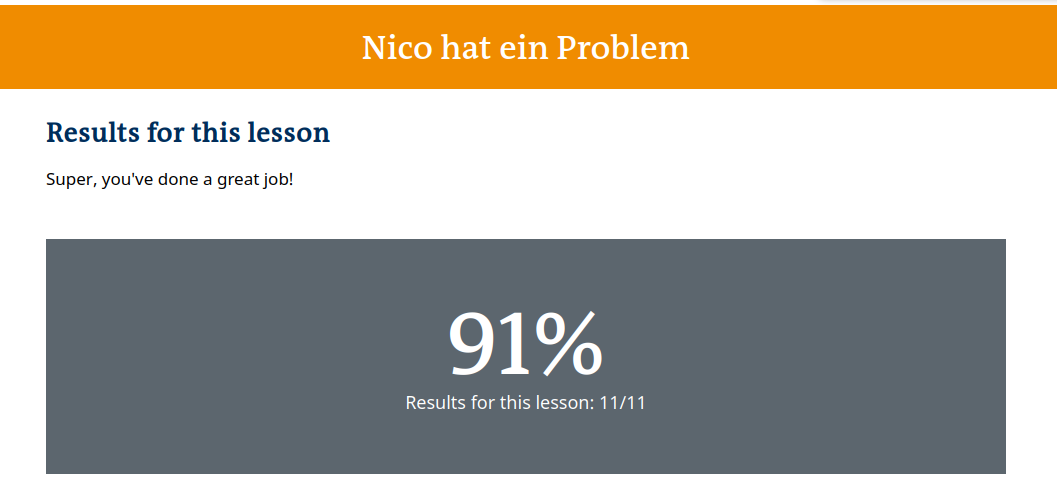 Nico hat ein Problem
Results for this lesson
Super, you've done a great job!
91%
Results for this lesson: 11/11